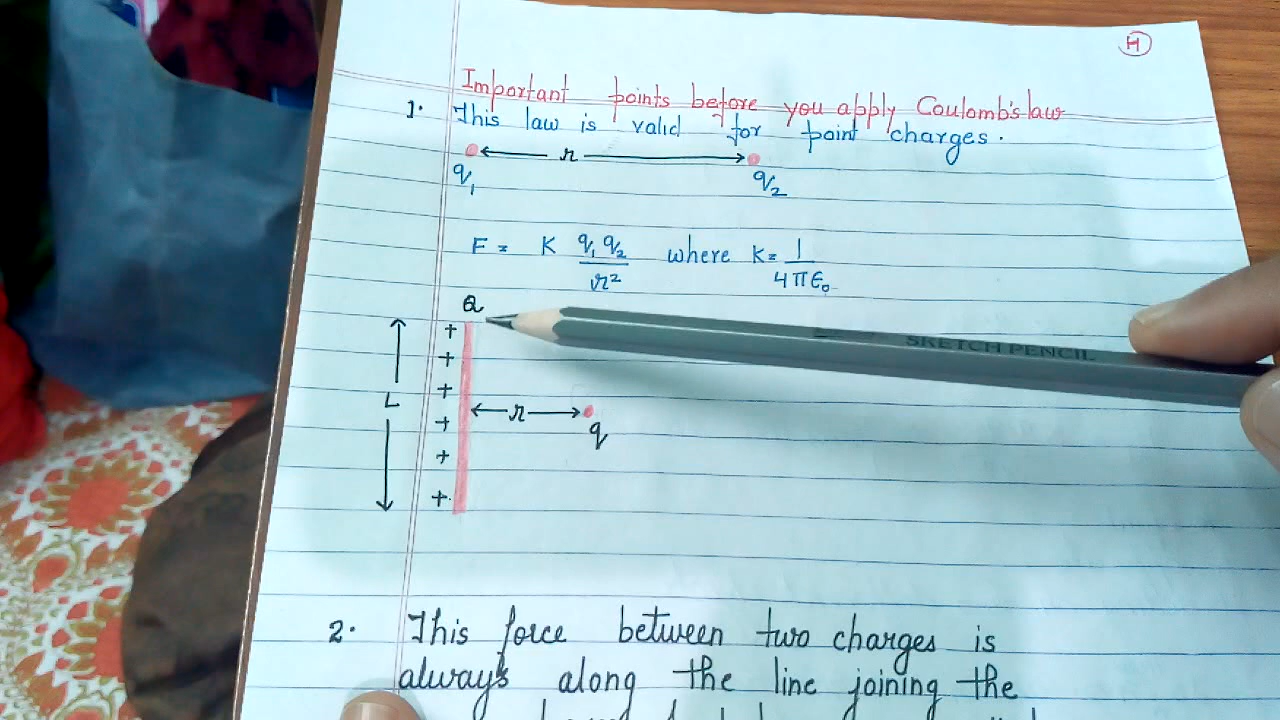 H
Important points before you apply Coulomb's law
1. This law is valid for point charges.
r
q₁ q₂
F = K q₁q₂/r² where K = 1/4πε₀
Q
SKETCH PENCIL
+
+
+
L r
+ q
+
+
2. This force between two charges is
always along the line joining the